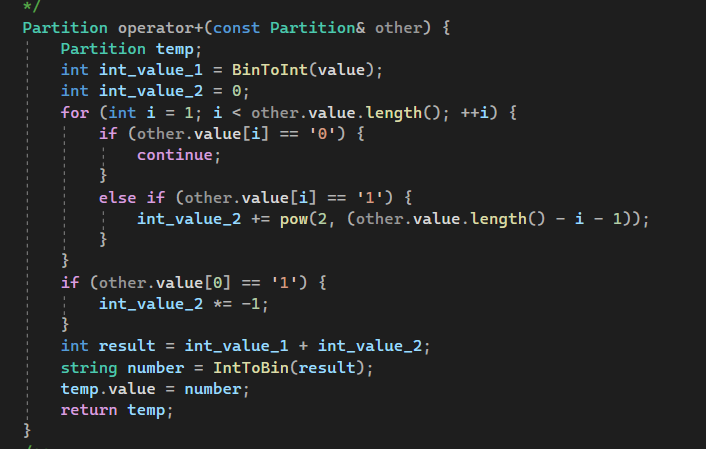 */
Partition operator+(const Partition& other) {
    Partition temp;
    int int_value_1 = BinToInt(value);
    int int_value_2 = 0;
    for (int i = 1; i < other.value.length(); ++i) {
        if (other.value[i] == '0') {
            continue;
        }
        else if (other.value[i] == '1') {
            int_value_2 += pow(2, (other.value.length() - i - 1));
        }
    }
    if (other.value[0] == '1') {
        int_value_2 *= -1;
    }
    int result = int_value_1 + int_value_2;
    string number = IntToBin(result);
    temp.value = number;
    return temp;
}